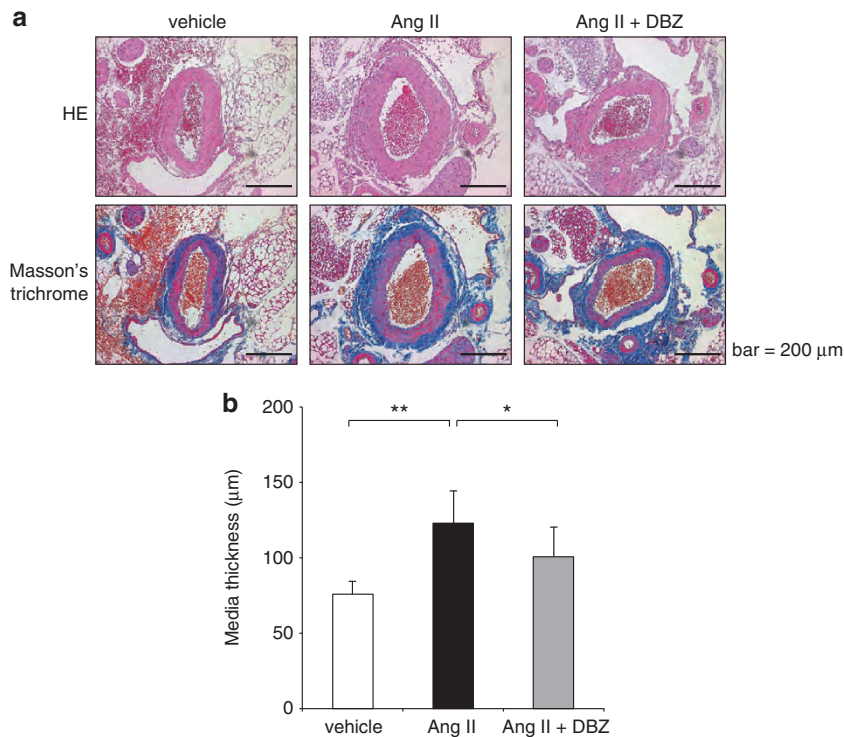 a
vehicle Ang II Ang II + DBZ
HE
Masson's
trichrome
bar = 200 µm
b
Media thickness (µm)
200
150
100
50
0
** *
vehicle Ang II Ang II + DBZ